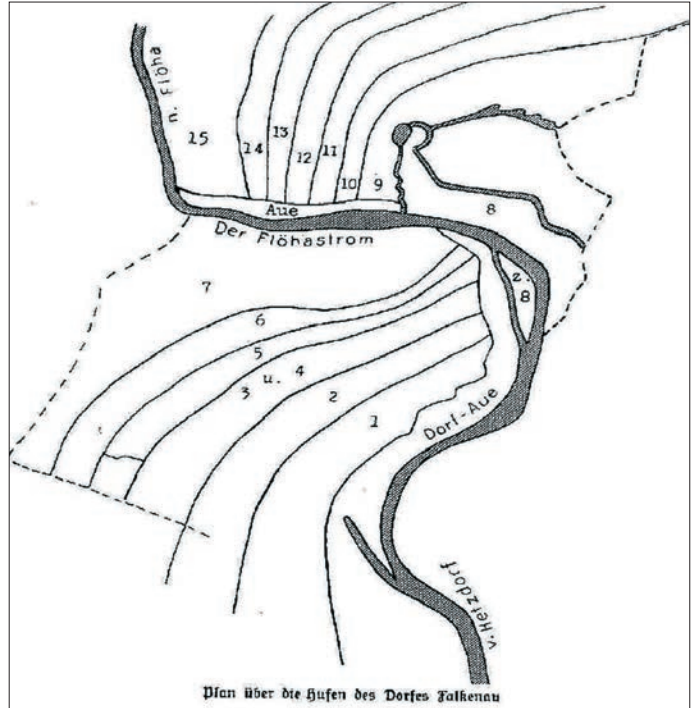 n. Flöha
15
14
13
12
11
10
9
Aue
Der Flöhastrom
8
z.
8
7
6
5
u. 4
3
2
1
Dorf-Aue
v. Hetzdorf
Plan über die Hufen des Dorfes Falkenau